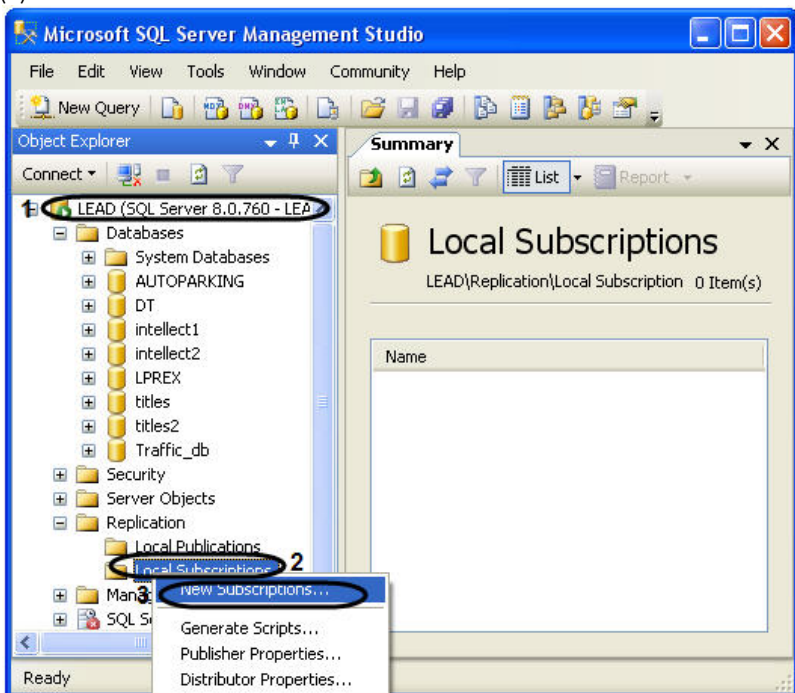 Microsoft SQL Server Management Studio
File Edit View Tools Window Community Help
New Query
Object Explorer
Summary
Connect
List Report
1 LEAD (SQL Server 8.0.760 - LEA
Databases
System Databases
AUTOPARKING
DT
intellect1
intellect2
LPREX
titles
titles2
Traffic_db
Security
Server Objects
Replication
Local Publications
Local Subscriptions 2
SQL S
3 New Subscriptions...
Generate Scripts...
Publisher Properties...
Distributor Properties...
Local Subscriptions
LEAD\Replication\Local Subscription 0 Item(s)
Name
Ready